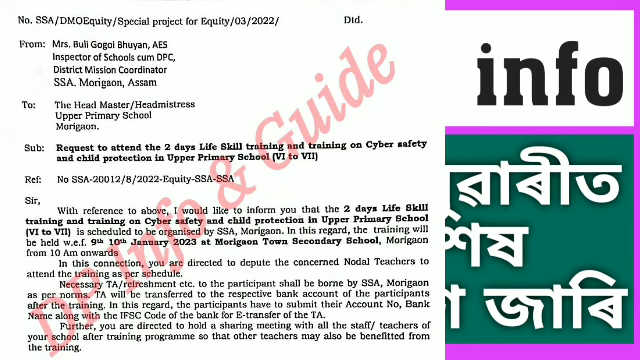 No. SSA/DMOEquity/Special project for Equity/03/2022/ Dtd.
From: Mrs. Buli Gogoi Bhuyan, AES
Inspector of Schools cum DPC,
District Mission Coordinator
SSA, Morigaon, Assam
To: The Head Master/Headmistress
Upper Primary School
Morigaon.
Sub: Request to attend the 2 days Life Skill training and training on Cyber safety
and child protection in Upper Primary School (VI to VII)
Ref: No SSA-20012/8/2022-Equity-SSA-SSA
Sir,
With reference to above, I would like to inform you that the 2 days Life Skill
training and training on Cyber safety and child protection in Upper Primary School
(VI to VII) is scheduled to be organised by SSA, Morigaon. In this regard, the training will
be held w.e.f. 9th 10th January 2023 at Morigaon Town Secondary School, Morigaon
from 10 Am onwards
In this connection, you are directed to depute the concerned Nodal Teachers to
attend the training as per schedule.
Necessary TA/refreshment etc. to the participant shall be borne by SSA, Morigaon
as per norms. TA will be transferred to the respective bank account of the participants
after the training. In this regard, the participants have to submit their Account No, Bank
Name along with the IFSC Code of the bank for E-transfer of the TA.
Further, you are directed to hold a sharing meeting with all the staff/ teachers of
your school after training programme so that other teachers may also be benefitted from
the training.
DP Info & Guide
info
ৱাৰীত
শেষ
জাৰি